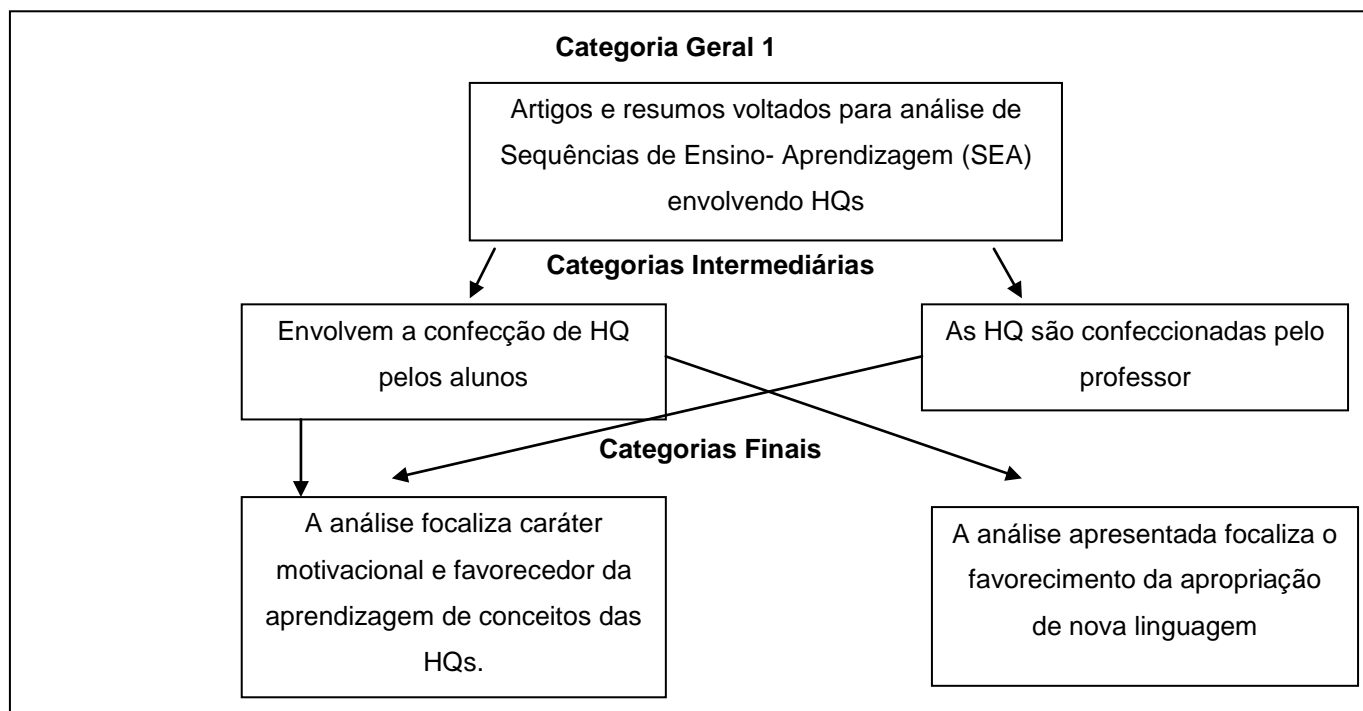 Categoria Geral 1
Artigos e resumos voltados para análise de
Sequências de Ensino- Aprendizagem (SEA)
envolvendo HQs
Categorias Intermediárias
Envolvem a confecção de HQ
pelos alunos
As HQ são confeccionadas pelo
professor
Categorias Finais
A análise focaliza caráter
motivacional e favorecedor da
aprendizagem de conceitos das
HQs.
A análise apresentada focaliza o
favorecimento da apropriação
de nova linguagem